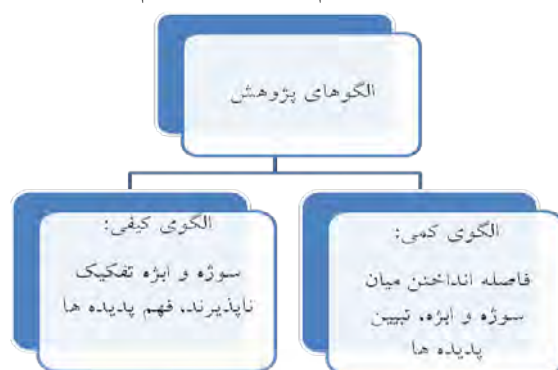 الگوهای پژوهش
الگوی کمی:
فاصله انداختن میان
سوژه و ابژه، تبیین
پدیده ها
الگوی کیفی:
سوژه و ابژه تفکیک
ناپذیرند، فهم پدیده ها